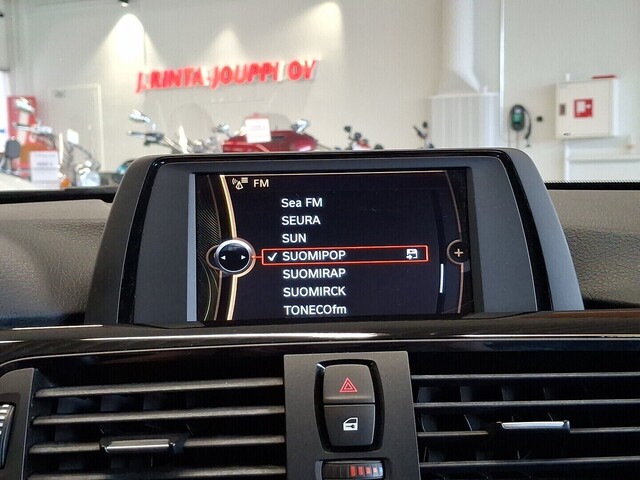 J.RINTA-JOUPPI OY
FM
Sea FM
SEURA
SUN
SUOMIPOP
SUOMIRAP
SUOMIRCK
TONECOfm